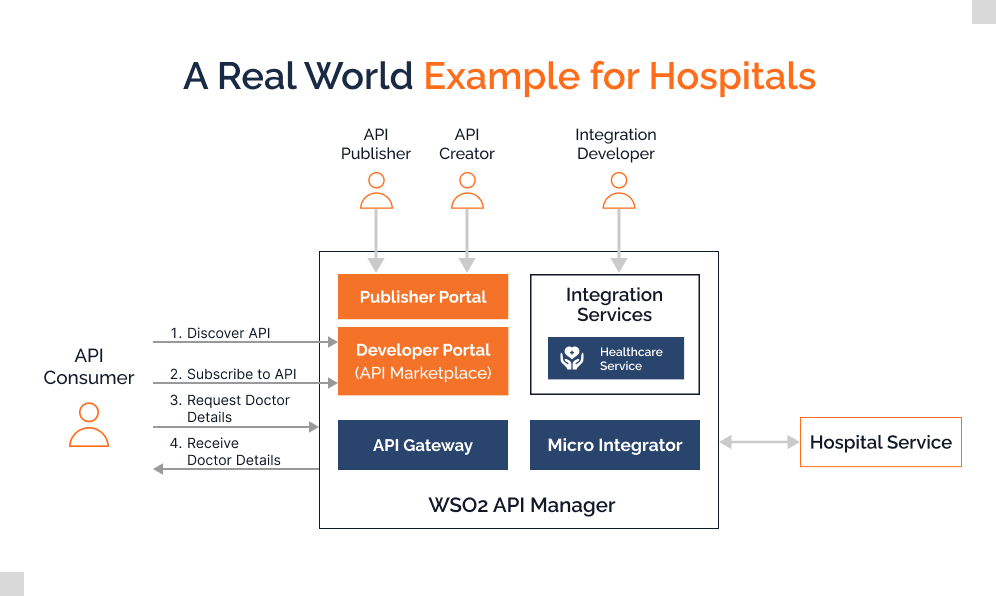 A Real World Example for Hospitals
API
Publisher
API
Creator
Integration
Developer
Publisher Portal
Developer Portal
(API Marketplace)
Integration
Services
Healthcare
Service
API
Consumer
1. Discover API
2. Subscribe to API
3. Request Doctor
Details
4. Receive
Doctor Details
API Gateway
Micro Integrator
Hospital Service
WSO2 API Manager